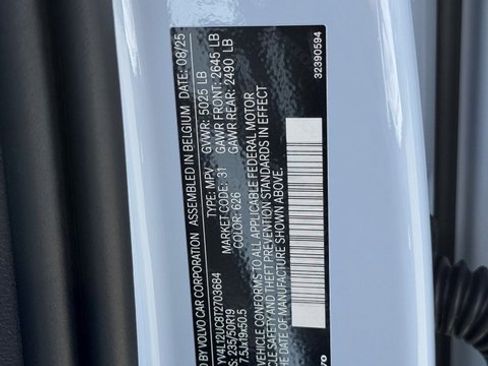 D BY VOLVO CAR CORPORATION ASSEMBLED IN BELGIUM DATE: 08/25
YV4L12UC8T2703684 TYPE: MPV GVWR: 5025 LB
S: 235/50R19 MARKET CODE: 31 GAWR FRONT: 2645 LB
7.5Jx19x50.5 COLOR: 626 GAWR REAR: 2490 LB
VEHICLE CONFORMS TO ALL APPLICABLE FEDERAL MOTOR
LE SAFETY AND THEFT PREVENTION STANDARDS IN EFFECT
E DATE OF MANUFACTURE SHOWN ABOVE.
vo
32390594